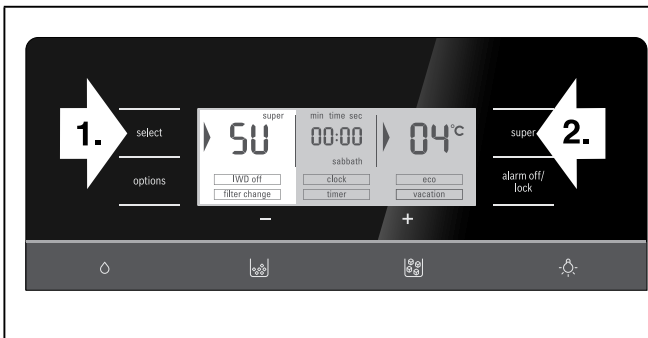 1.
select
options
super
SU
IWD off
filter change
min time sec
00:00
sabbath
clock
timer
04°C
eco
vacation
super
2.
alarm off/
lock
−
+